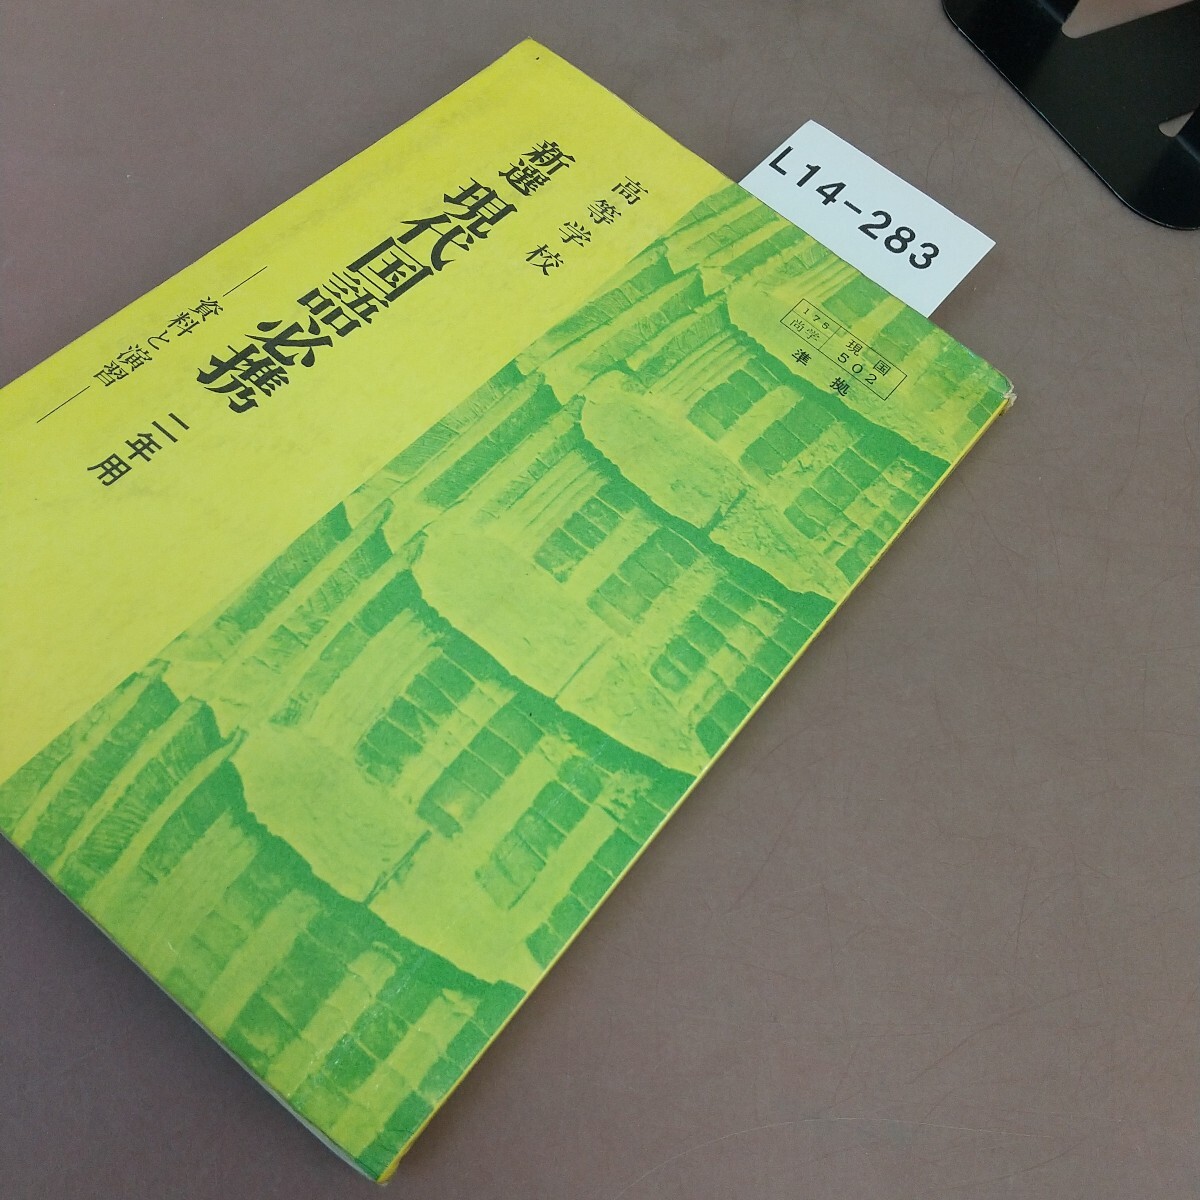 L14-283
175
尚学
現国
502
準拠
高等学校
新選
現代国語必携
二年用
―資料と演習―